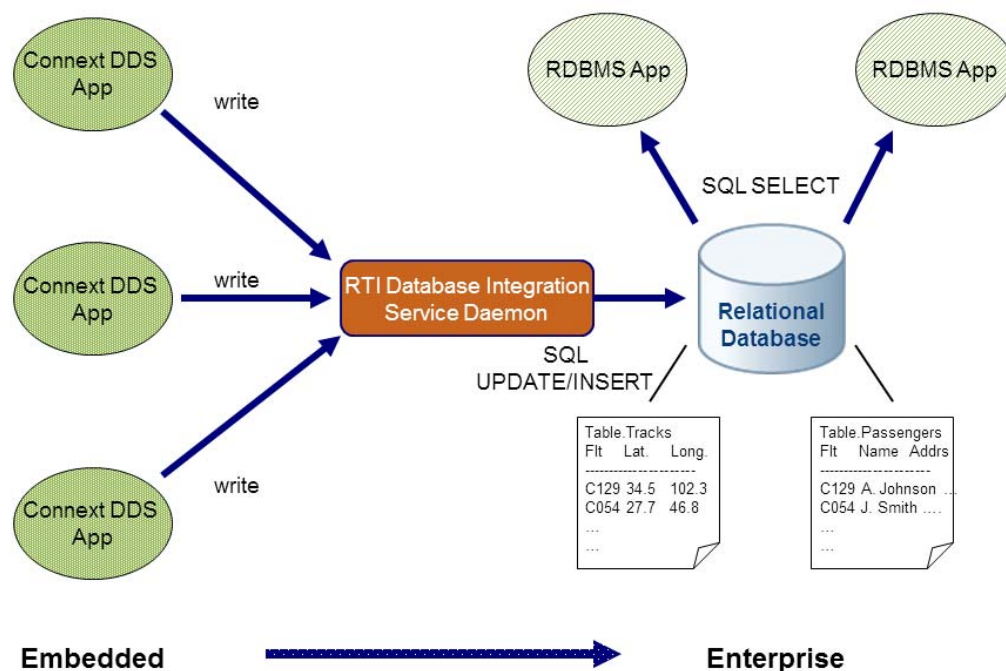 Connext DDS
App
write
RDBMS App
RDBMS App
SQL SELECT
Connext DDS
App
write
RTI Database Integration
Service Daemon
SQL
UPDATE/INSERT
Relational
Database
Connext DDS
App
write
Table.Tracks
Flt Lat. Long.
-----------------------
C129 34.5 102.3
C054 27.7 46.8
...
...
Table.Passengers
Flt Name Addrs
-----------------------
C129 A. Johnson ...
C054 J. Smith ....
...
...
Embedded
Enterprise